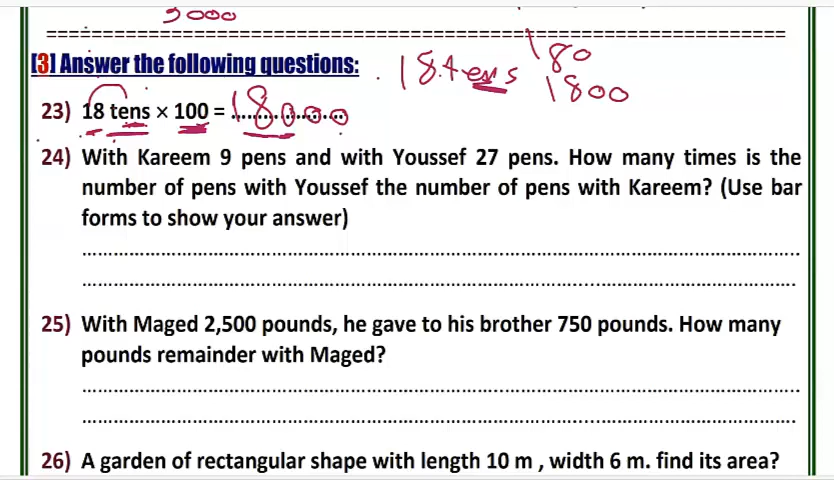 3000
[3] Answer the following questions:
18 tens
180
1800
23) 18 tens × 100 = 18000
24) With Kareem 9 pens and with Youssef 27 pens. How many times is the
number of pens with Youssef the number of pens with Kareem? (Use bar
forms to show your answer)
25) With Maged 2,500 pounds, he gave to his brother 750 pounds. How many
pounds remainder with Maged?
26) A garden of rectangular shape with length 10 m , width 6 m. find its area?